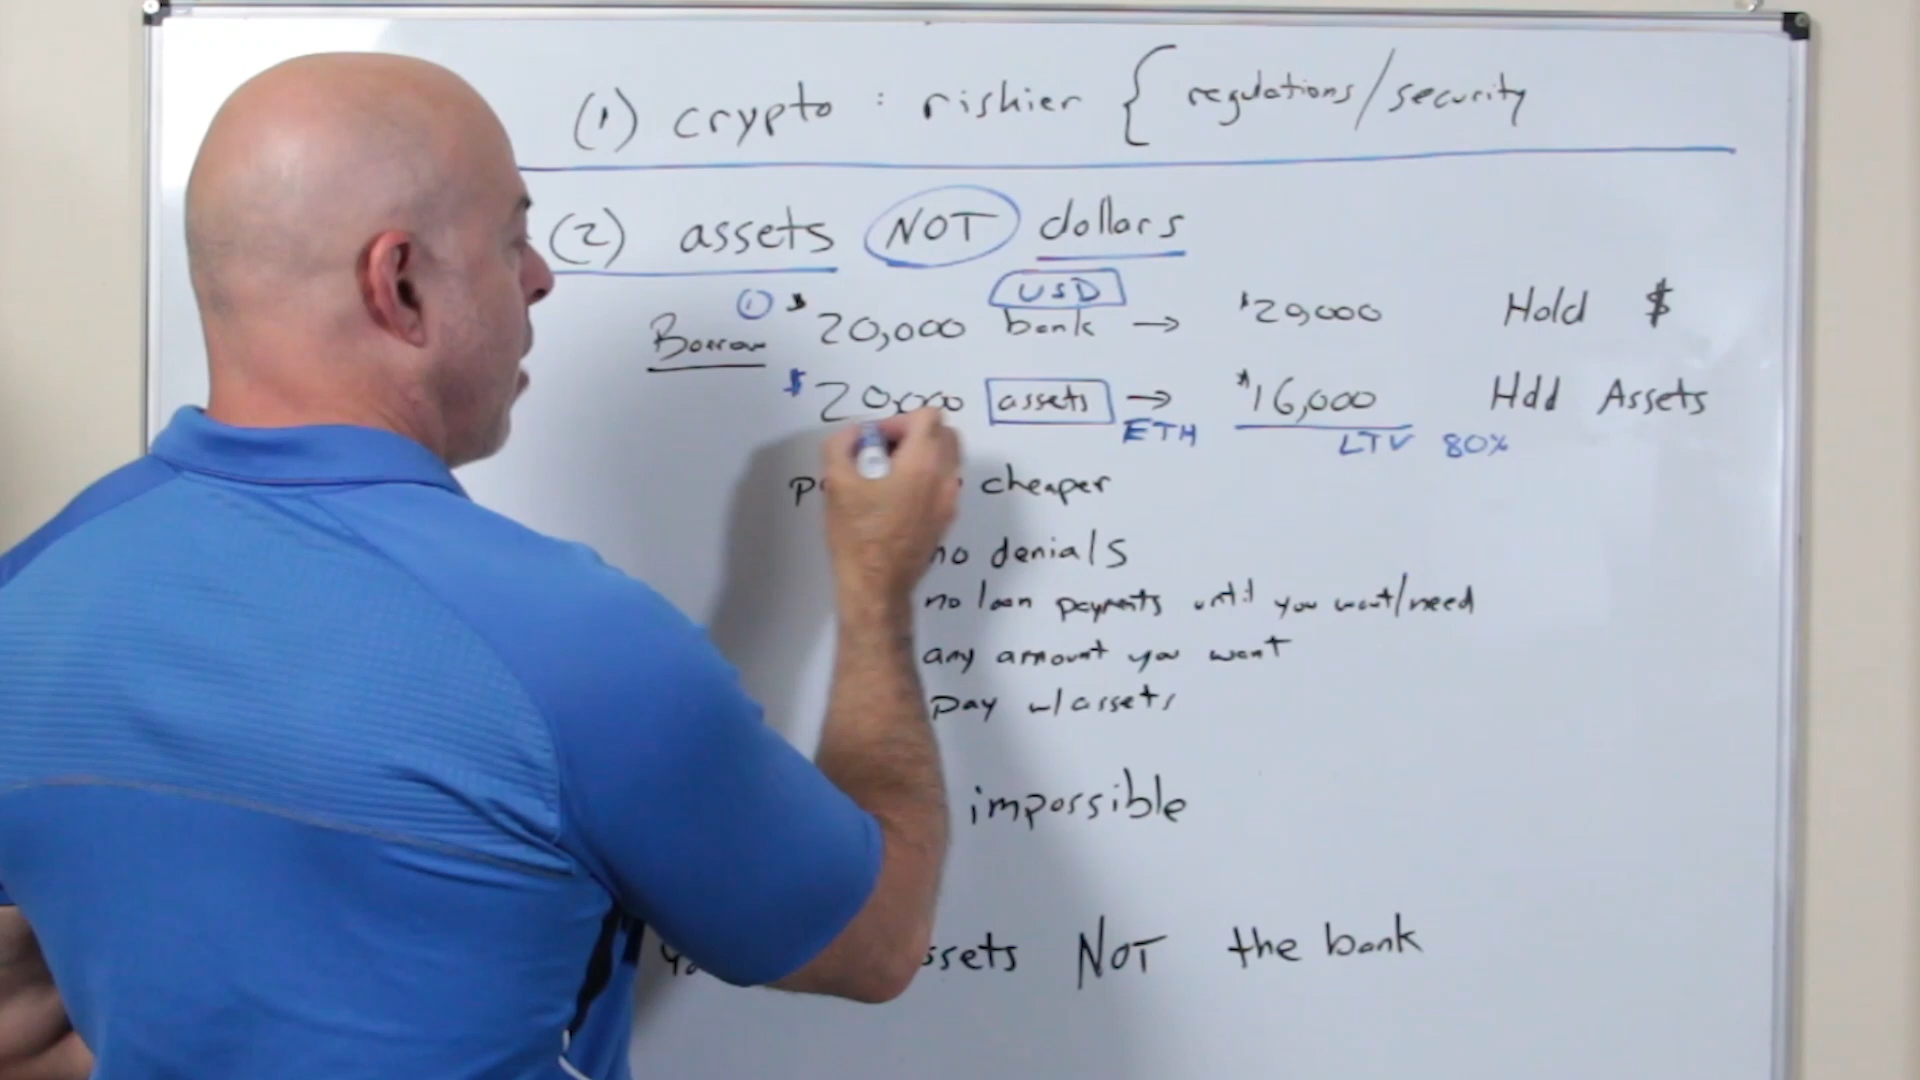 (1) crypto : riskier { regulations/security
(2) assets NOT dollars
USD
Borrow ① $20,000 bank → $20,000 Hold $
$20,000 assets → $16,000 Hold Assets
ETH LTV 80%
cheaper
no denials
no loan payments until you want/need
any amount you want
pay w/assets
impossible
NOT the bank